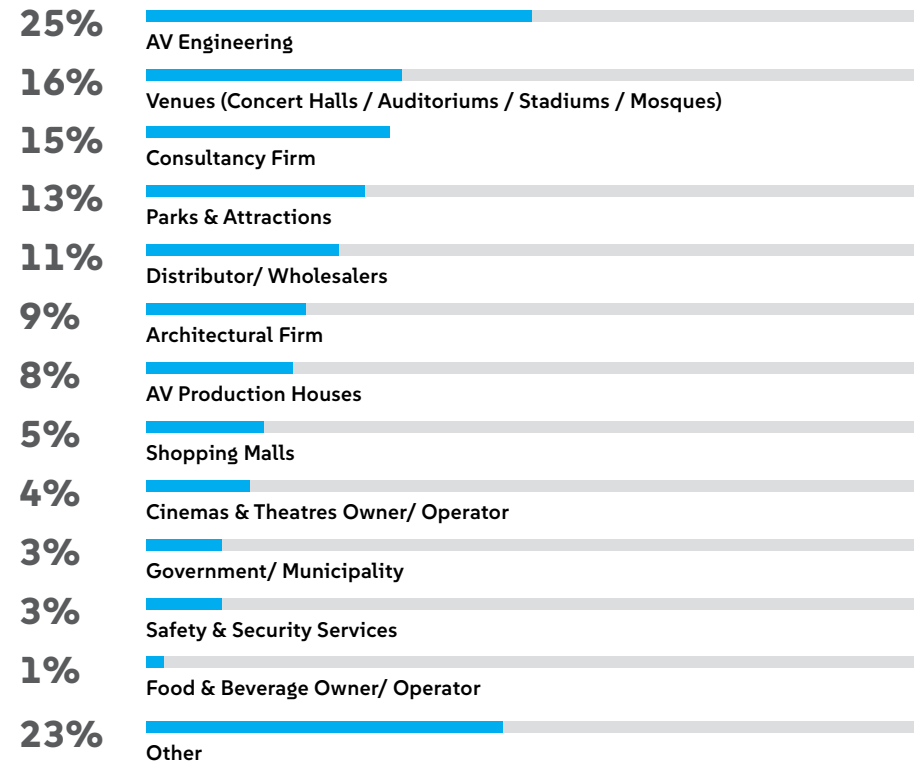 25%
AV Engineering
16%
Venues (Concert Halls / Auditoriums / Stadiums / Mosques)
15%
Consultancy Firm
13%
Parks & Attractions
11%
Distributor/ Wholesalers
9%
Architectural Firm
8%
AV Production Houses
5%
Shopping Malls
4%
Cinemas & Theatres Owner/ Operator
3%
Government/ Municipality
3%
Safety & Security Services
1%
Food & Beverage Owner/ Operator
23%
Other